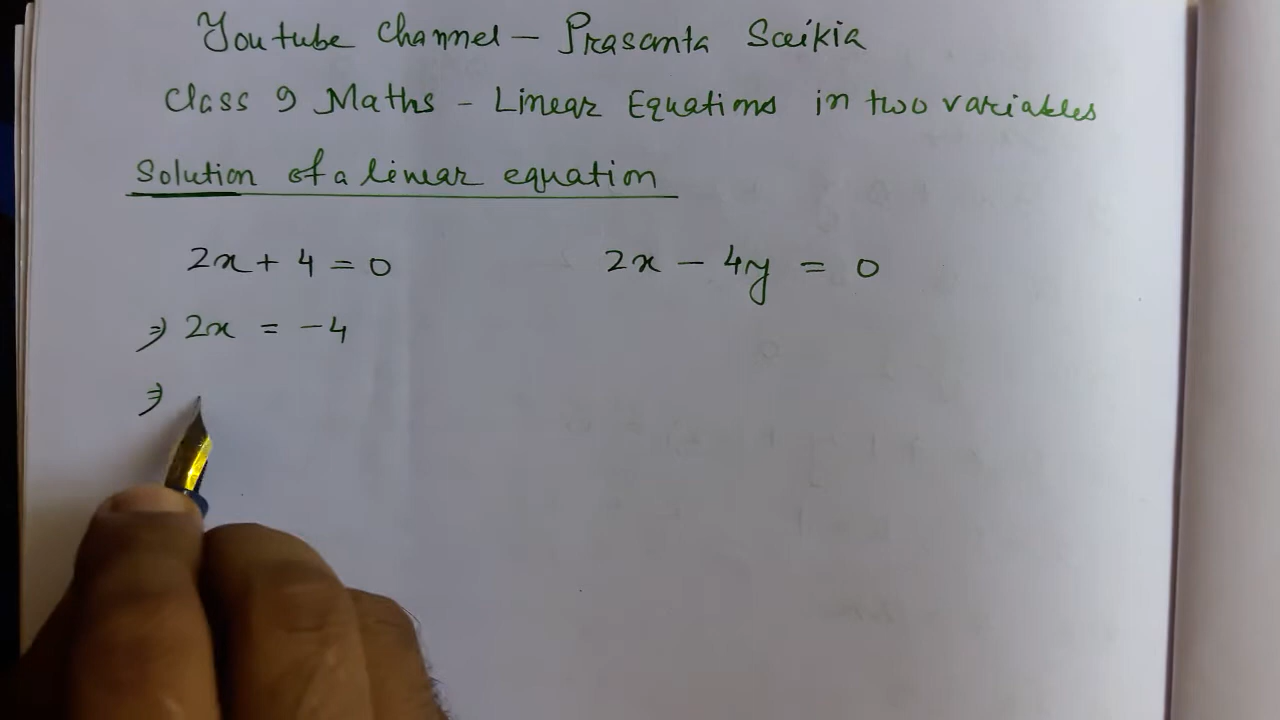 Youtube channel - Prasanta Saikia
Class 9 Maths - Linear Equations in two variables
Solution of a linear equation
2x + 4 = 0
2x - 4y = 0
⇒ 2x = -4
⇒